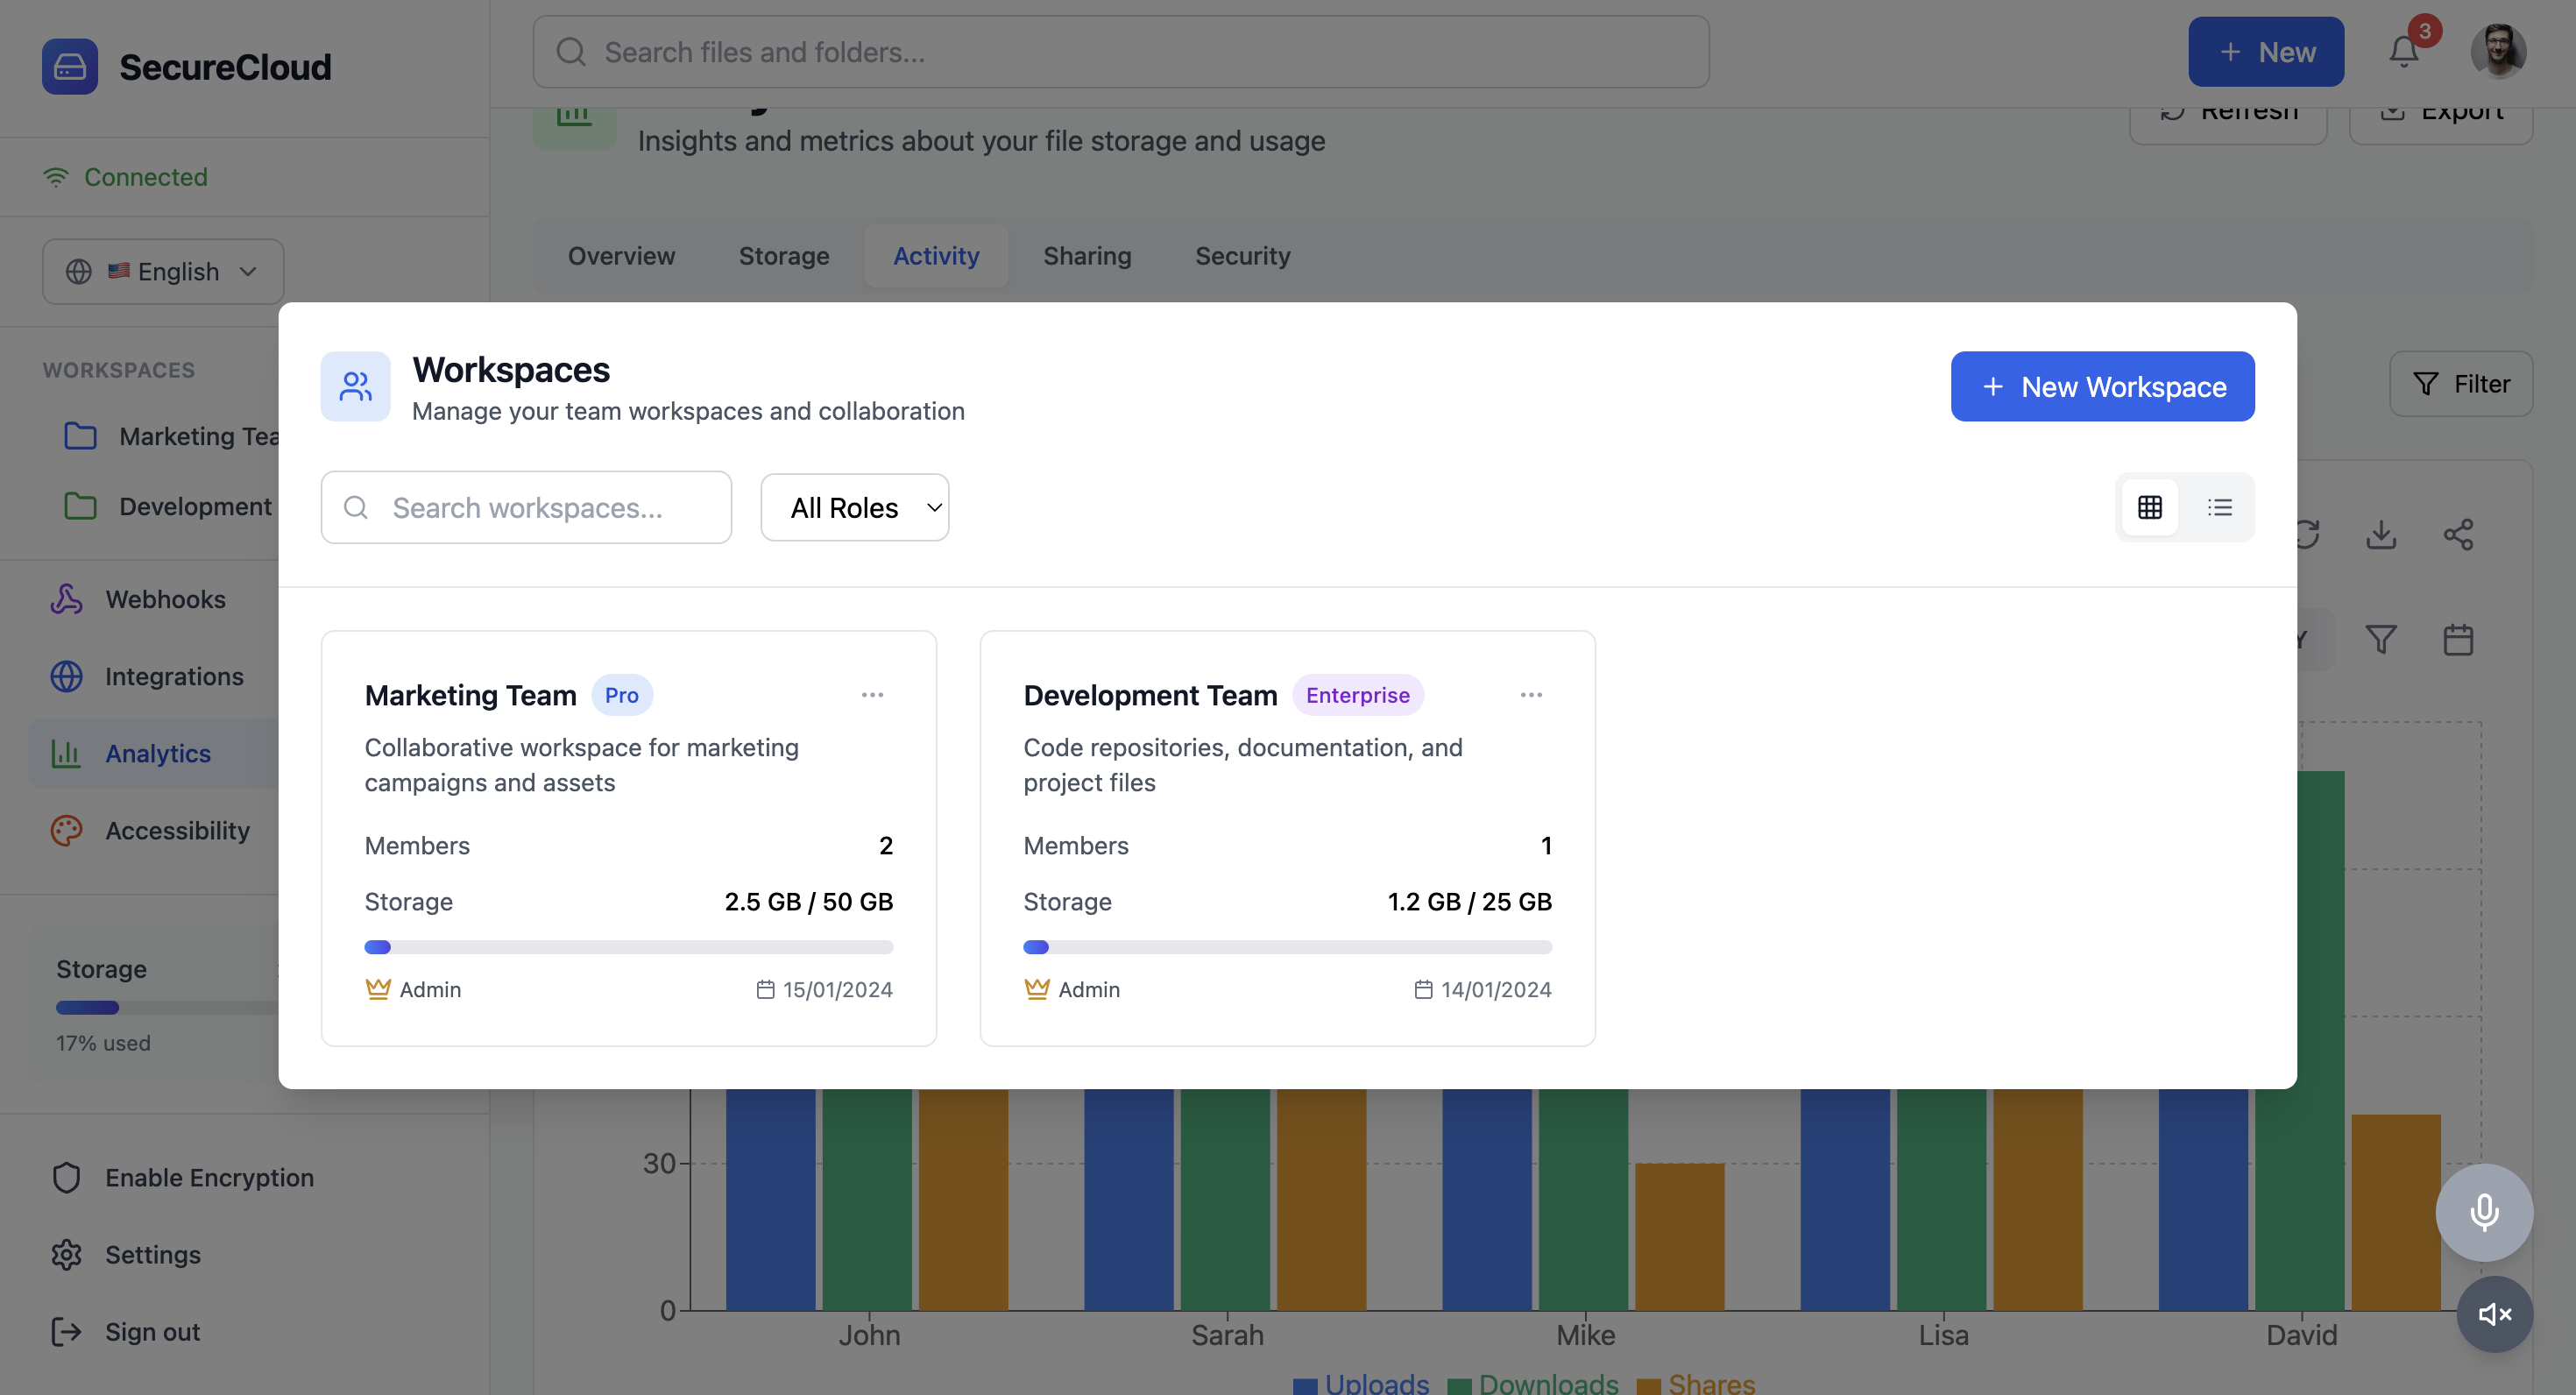 SecureCloud
Search files and folders...
New
3
Connected
Insights and metrics about your file storage and usage
Refresh
Export
English
Overview
Storage
Activity
Sharing
Security
WORKSPACES
Marketing Tea
Development
Webhooks
Integrations
Analytics
Accessibility
Storage
17% used
Enable Encryption
Settings
Sign out
Filter
Workspaces
Manage your team workspaces and collaboration
New Workspace
Search workspaces...
All Roles
Marketing Team
Pro
Collaborative workspace for marketing
campaigns and assets
Members
2
Storage
2.5 GB / 50 GB
Admin
15/01/2024
Development Team
Enterprise
Code repositories, documentation, and
project files
Members
1
Storage
1.2 GB / 25 GB
Admin
14/01/2024
30
0
John
Sarah
Mike
Lisa
David
Uploads
Downloads
Shares